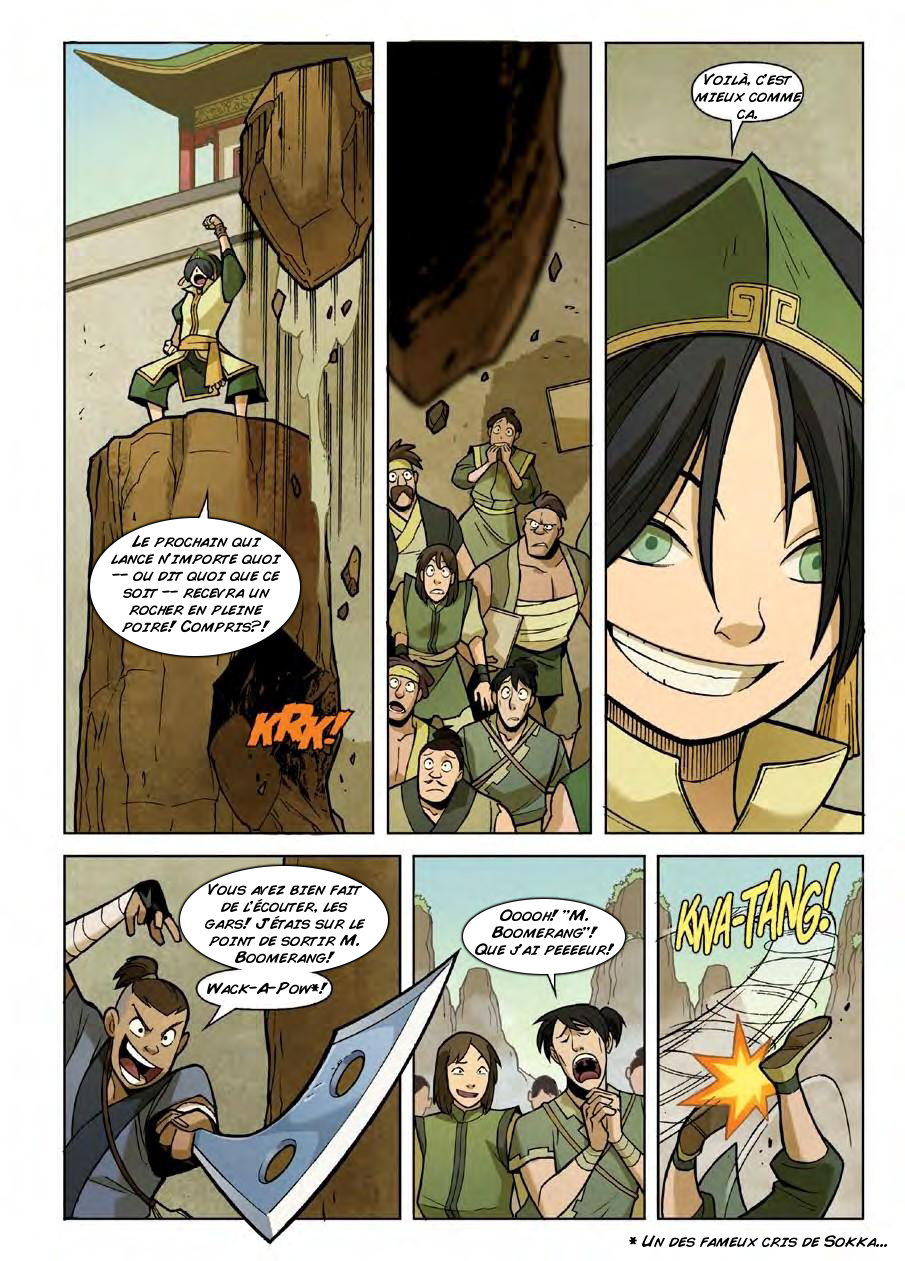 LE PROCHAIN QUI
LANCE N'IMPORTE QUOI
-- OU DIT QUOI QUE CE
SOIT -- RECEVRA UN
ROCHER EN PLEINE
POIRE! COMPRIS?!
KRK!
VOILÀ, C'EST
MIEUX COMME
CA.
VOUS AVEZ BIEN FAIT
DE L'ÉCOUTER, LES
GARS! J'ÉTAIS SUR LE
POINT DE SORTIR M.
BOOMERANG!
WACK-A-POW*!
OOOOH! "M.
BOOMERANG"!
QUE J'AI PEEEEUR!
KWA-TANG!
* UN DES FAMEUX CRIS DE SOKKA...